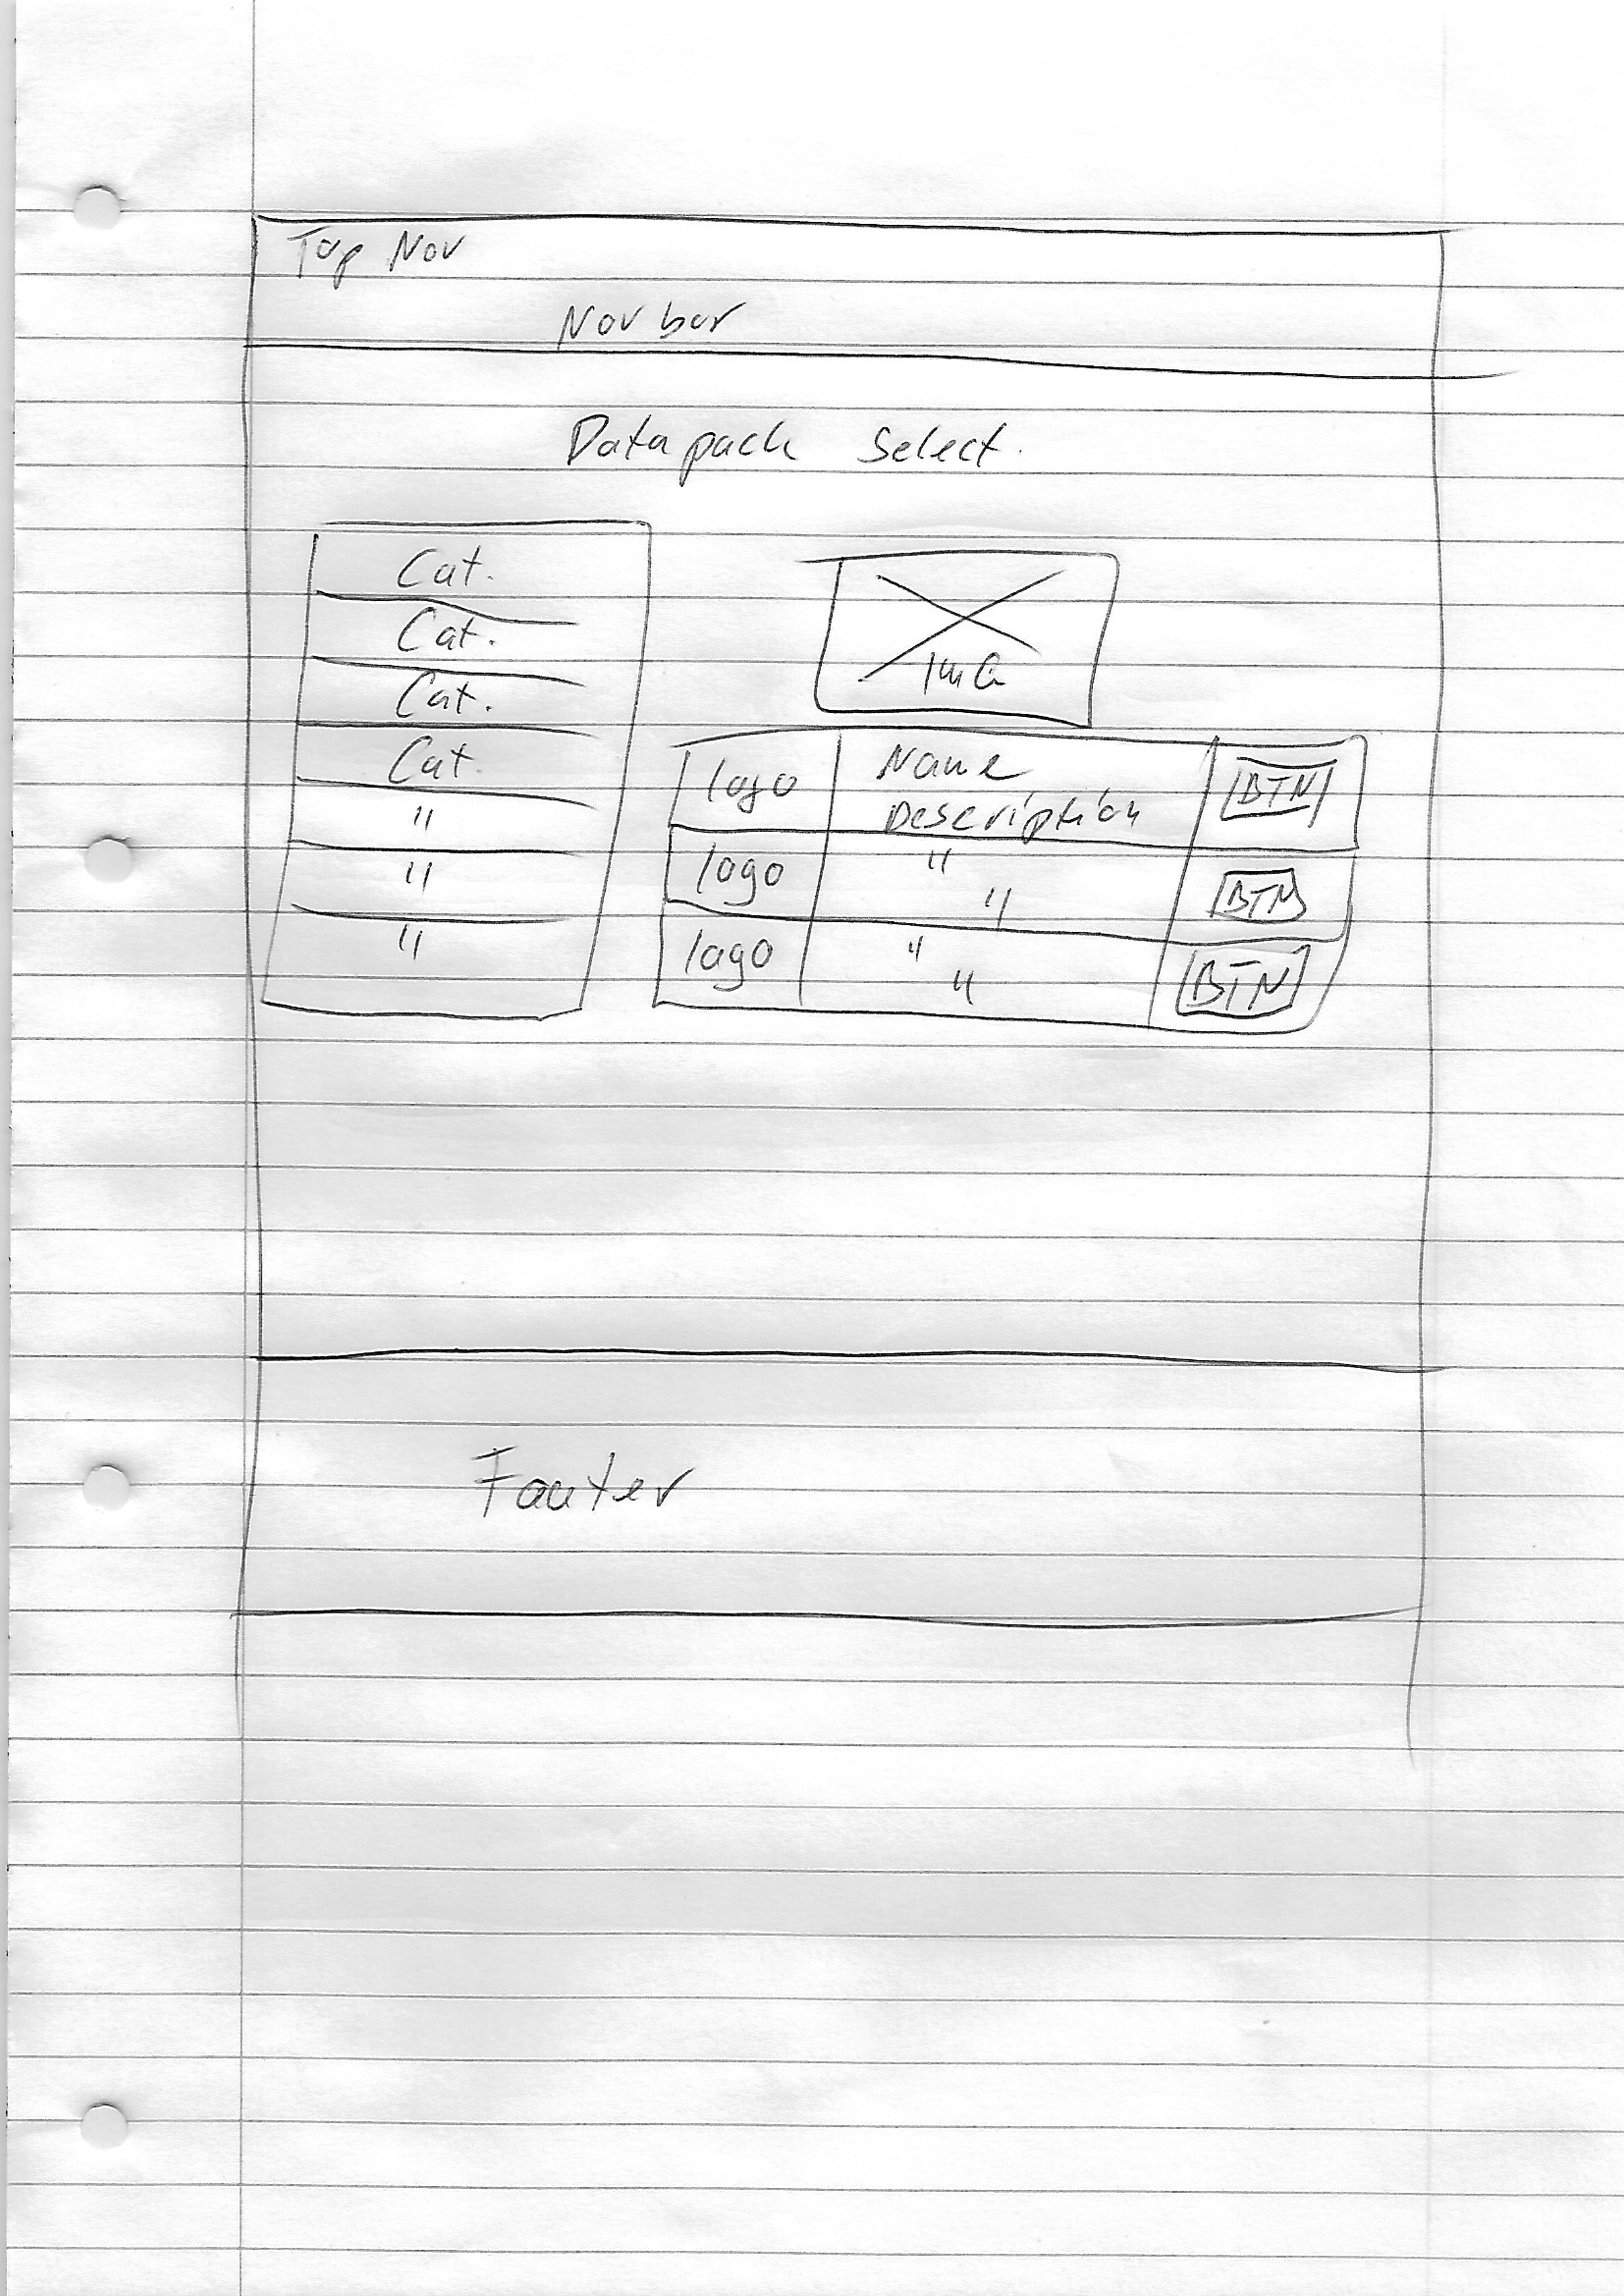 Top Nav
Navbar
Datapack Select.
Cat.
Cat.
Cat.
Cat.
"
"
"
ImG
logo Name BTN
Description
logo " BTN
"
logo " BTN
"
Footer